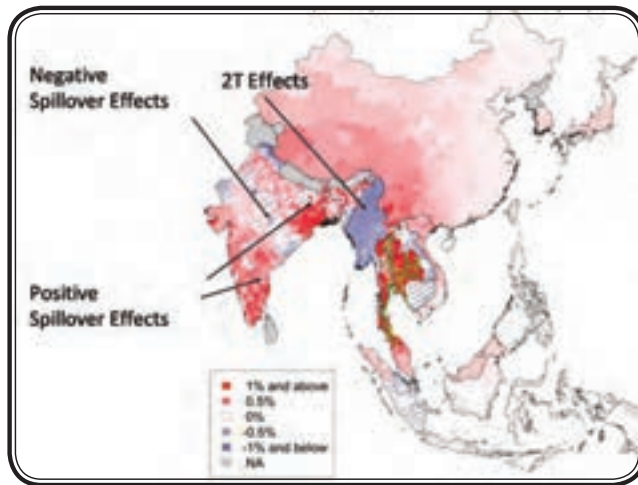 Negative
Spillover Effects
2T Effects
Positive
Spillover Effects
1% and above
0.5%
0%
-0.5%
-1% and below
NA